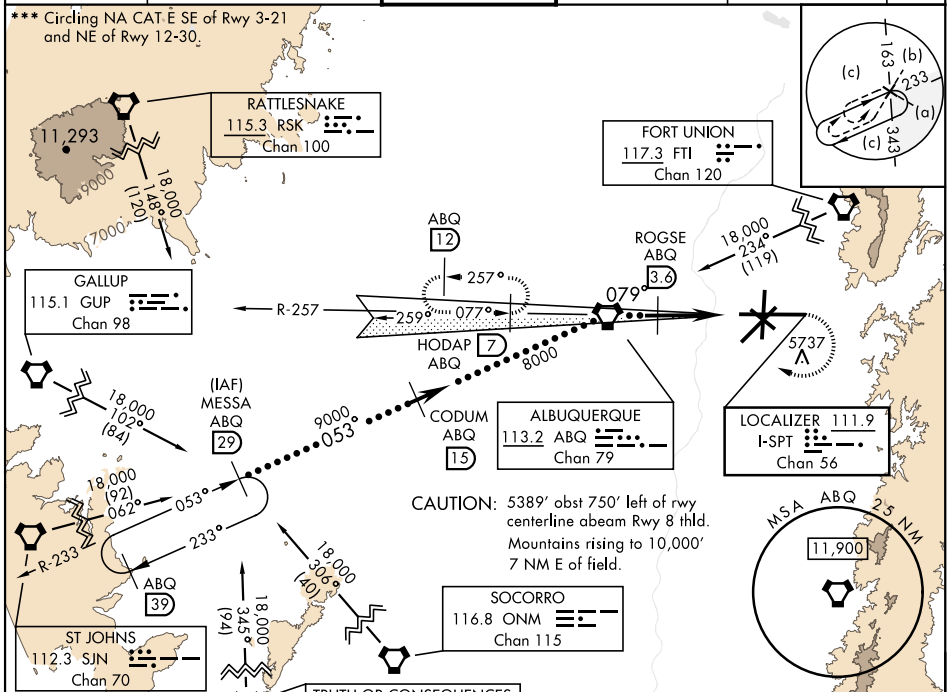 *** Circling NA CAT E SE of Rwy 3-21
and NE of Rwy 12-30.
163
(b)
(c)
233
(a)
(c)
343
RATTLESNAKE
115.3 RSK
Chan 100
11,293
9000
7000
18,000
148°
(120)
FORT UNION
117.3 FTI
Chan 120
18,000
234°
(119)
ABQ
12
ROGSE
ABQ
3.6
079°
257°
R-257
259°
077°
HODAP
ABQ
7
8000
GALLUP
115.1 GUP
Chan 98
18,000
102°
(84)
(IAF)
MESSA
ABQ
29
9000
053°
CODUM
ABQ
15
ALBUQUERQUE
113.2 ABQ
Chan 79
5737
LOCALIZER 111.9
I-SPT
Chan 56
18,000
(92)
062°
053°
233°
R-233
ABQ
39
CAUTION: 5389' obst 750' left of rwy
centerline abeam Rwy 8 thld.
Mountains rising to 10,000'
7 NM E of field.
MSA ABQ 25 NM
11,900
18,000
306°
(40)
18,000
345°
(94)
SOCORRO
116.8 ONM
Chan 115
ST JOHNS
112.3 SJN
Chan 70
TRUTH OR CONSEQUENCES